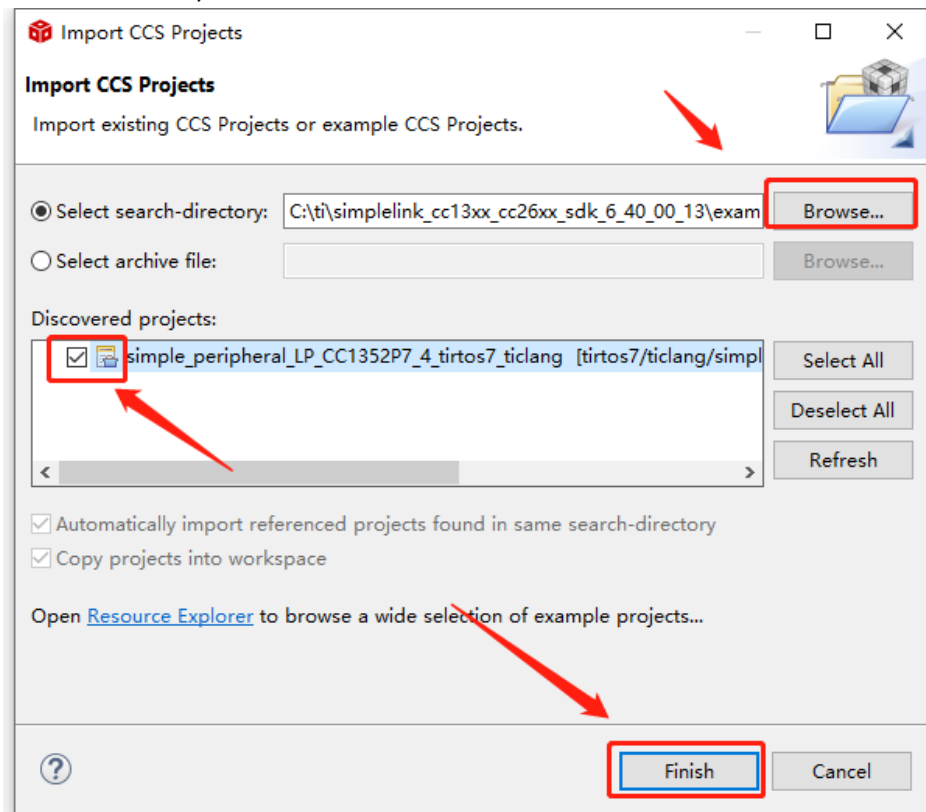 Import CCS Projects
Import CCS Projects
Import existing CCS Projects or example CCS Projects.
Select search-directory: C:\ti\simplelink_cc13xx_cc26xx_sdk_6_40_00_13\exam Browse...
Select archive file: Browse...
Discovered projects:
simple_peripheral_LP_CC1352P7_4_tirtos7_ticlang [tirtos7/ticlang/simpl Select All
Deselect All
Refresh
Automatically import referenced projects found in same search-directory
Copy projects into workspace
Open Resource Explorer to browse a wide selection of example projects...
? Finish Cancel